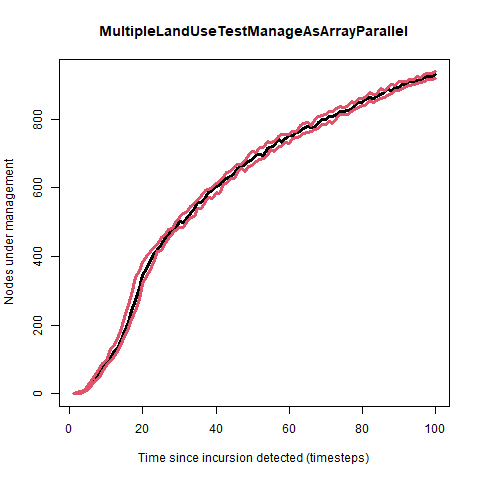 MultipleLandUseTestManageAsArrayParallel
Nodes under management
800
600
400
200
0
0 20 40 60 80 100
Time since incursion detected (timesteps)